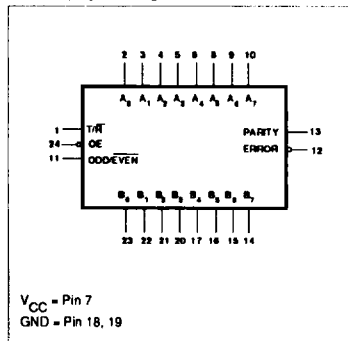 2 3 4 5 6 8 9 10
A0 A1 A2 A3 A4 A5 A6 A7
1 T/R̅
24 OE
11 ODD/E̅V̅E̅N̅
PARITY 13
ERROR 12
B0 B1 B2 B3 B4 B5 B6 B7
23 22 21 20 17 16 15 14
VCC = Pin 7
GND = Pin 18, 19